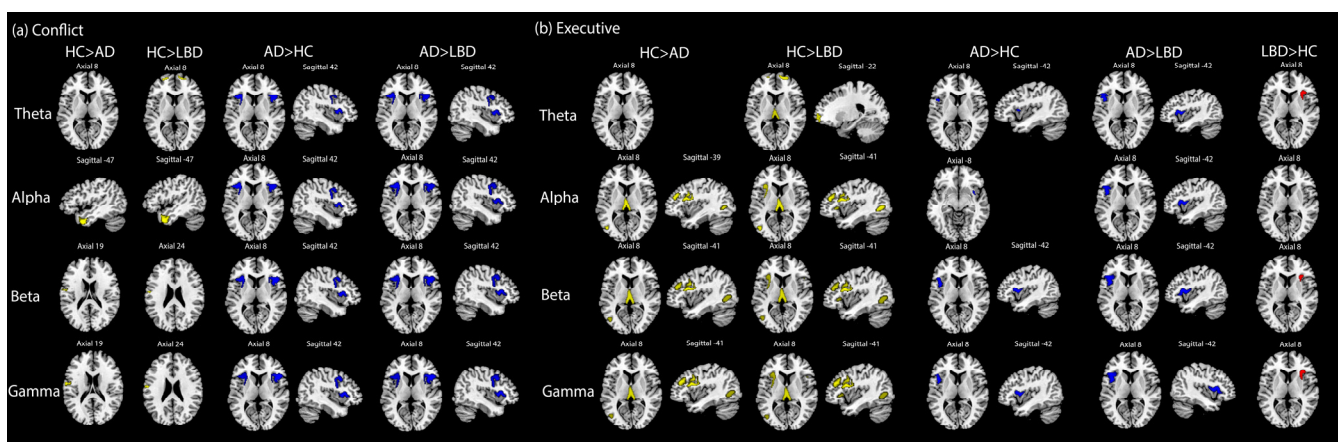 (a) Conflict (b) Executive
HC>AD HC>LBD AD>HC AD>LBD HC>AD HC>LBD AD>HC AD>LBD LBD>HC
Axial 8 Axial 8 Axial 8 Sagittal 42 Axial 8 Sagittal 42 Axial 8 Axial 8 Sagittal -22 Axial 8 Sagittal -42 Axial 8 Sagittal -42 Axial 8
Theta Theta
Sagittal -47 Sagittal -47 Axial 8 Sagittal 42 Axial 8 Sagittal 42 Axial 8 Sagittal -39 Axial 8 Sagittal -41 Axial -8 Axial 8 Sagittal -42 Axial 8
Alpha Alpha
Axial 19 Axial 24 Axial 8 Sagittal 42 Axial 8 Sagittal 42 Axial 8 Sagittal -41 Axial 8 Sagittal -41 Axial 8 Sagittal -42 Axial 8 Sagittal -42 Axial 8
Beta Beta
Axial 19 Axial 24 Axial 8 Sagittal 42 Axial 8 Sagittal 42 Axial 8 Sagittal -41 Axial 8 Sagittal -41 Axial 8 Sagittal -42 Axial 8 Sagittal -42 Axial 8
Gamma Gamma